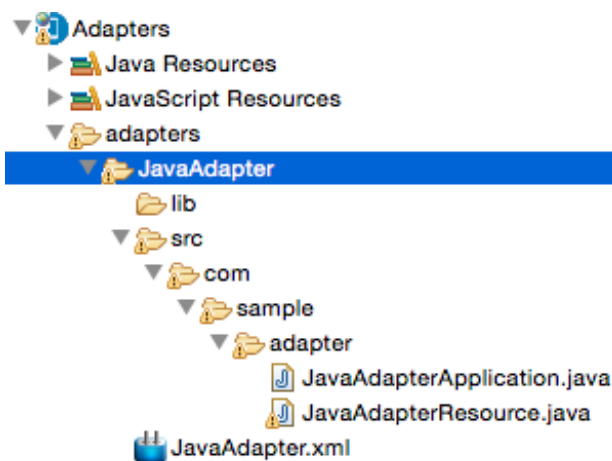 Adapters
Java Resources
JavaScript Resources
adapters
JavaAdapter
lib
src
com
sample
adapter
JavaAdapterApplication.java
JavaAdapterResource.java
JavaAdapter.xml